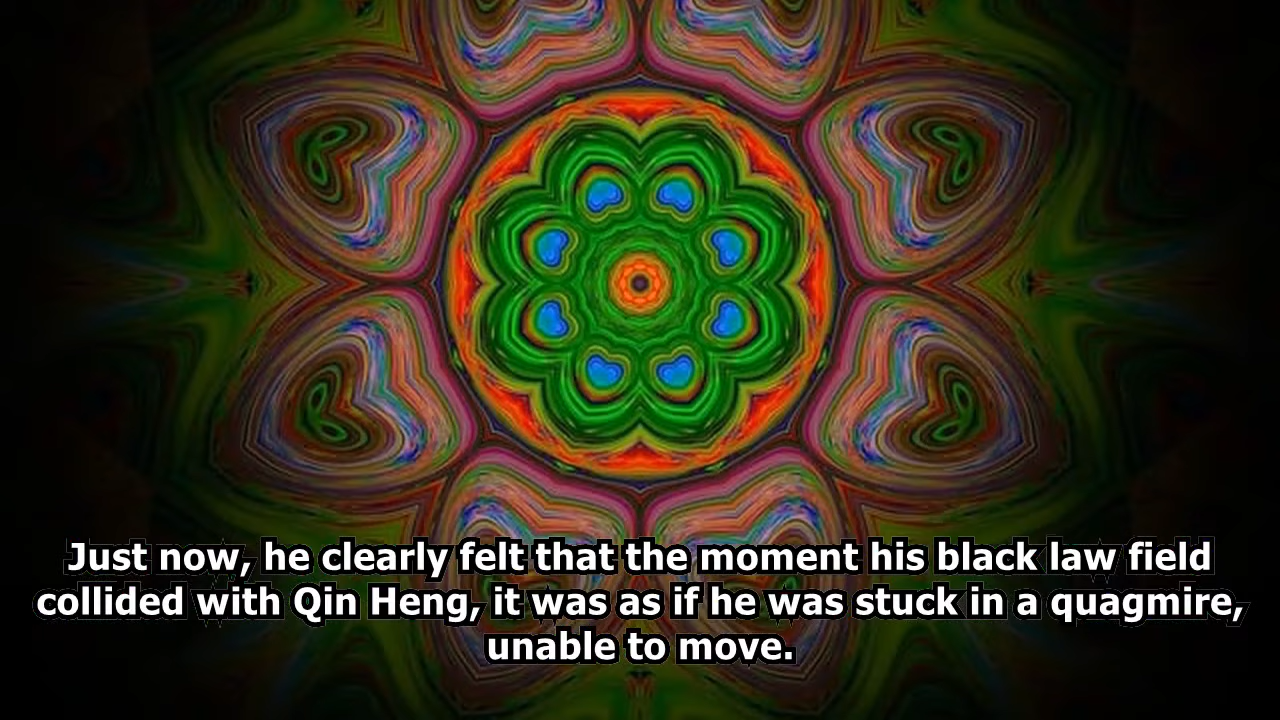 Just now, he clearly felt that the moment his black law field
collided with Qin Heng, it was as if he was stuck in a quagmire,
unable to move.